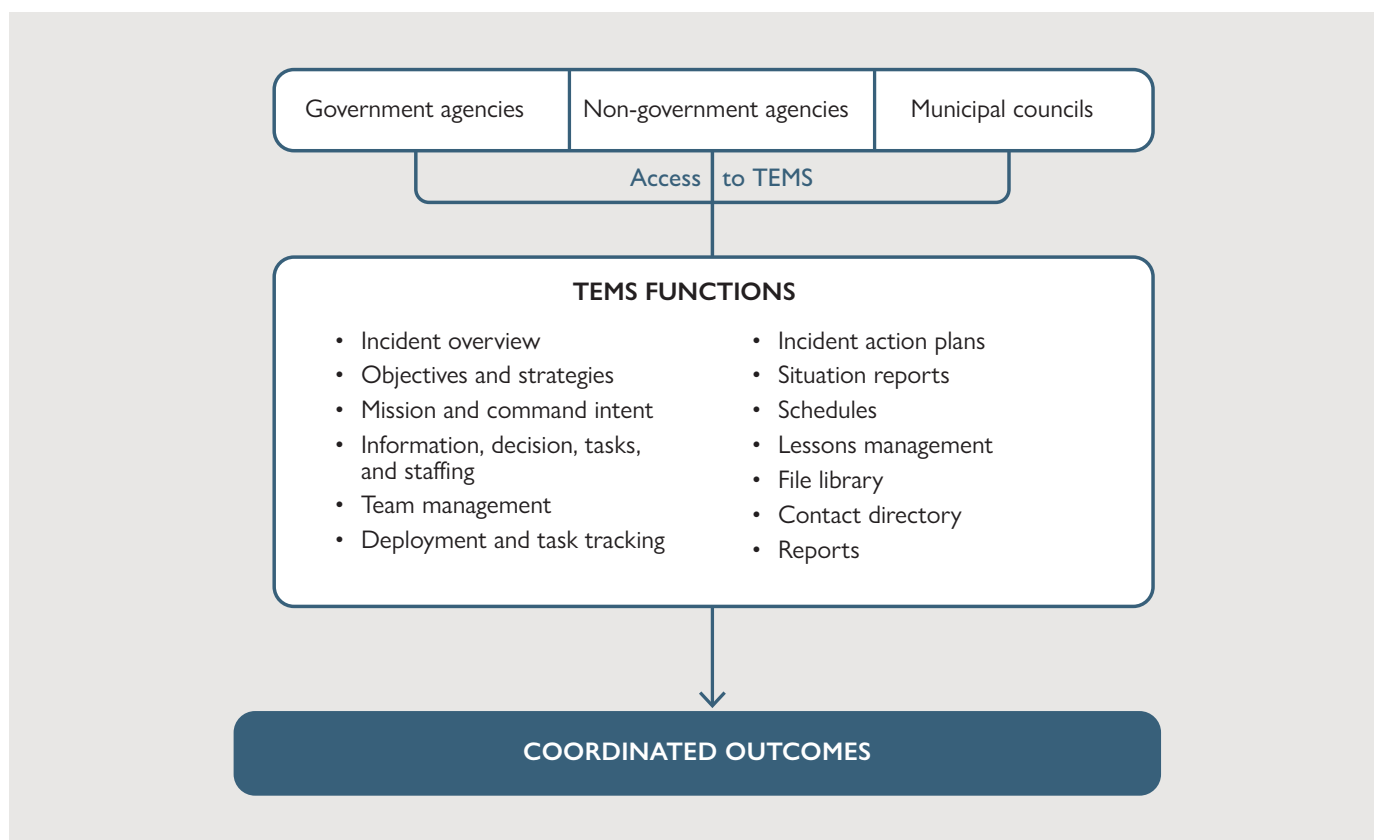 Government agencies
Non-government agencies
Municipal councils
Access to TEMS
TEMS FUNCTIONS
• Incident overview
• Objectives and strategies
• Mission and command intent
• Information, decision, tasks,
and staffing
• Team management
• Deployment and task tracking
• Incident action plans
• Situation reports
• Schedules
• Lessons management
• File library
• Contact directory
• Reports
COORDINATED OUTCOMES